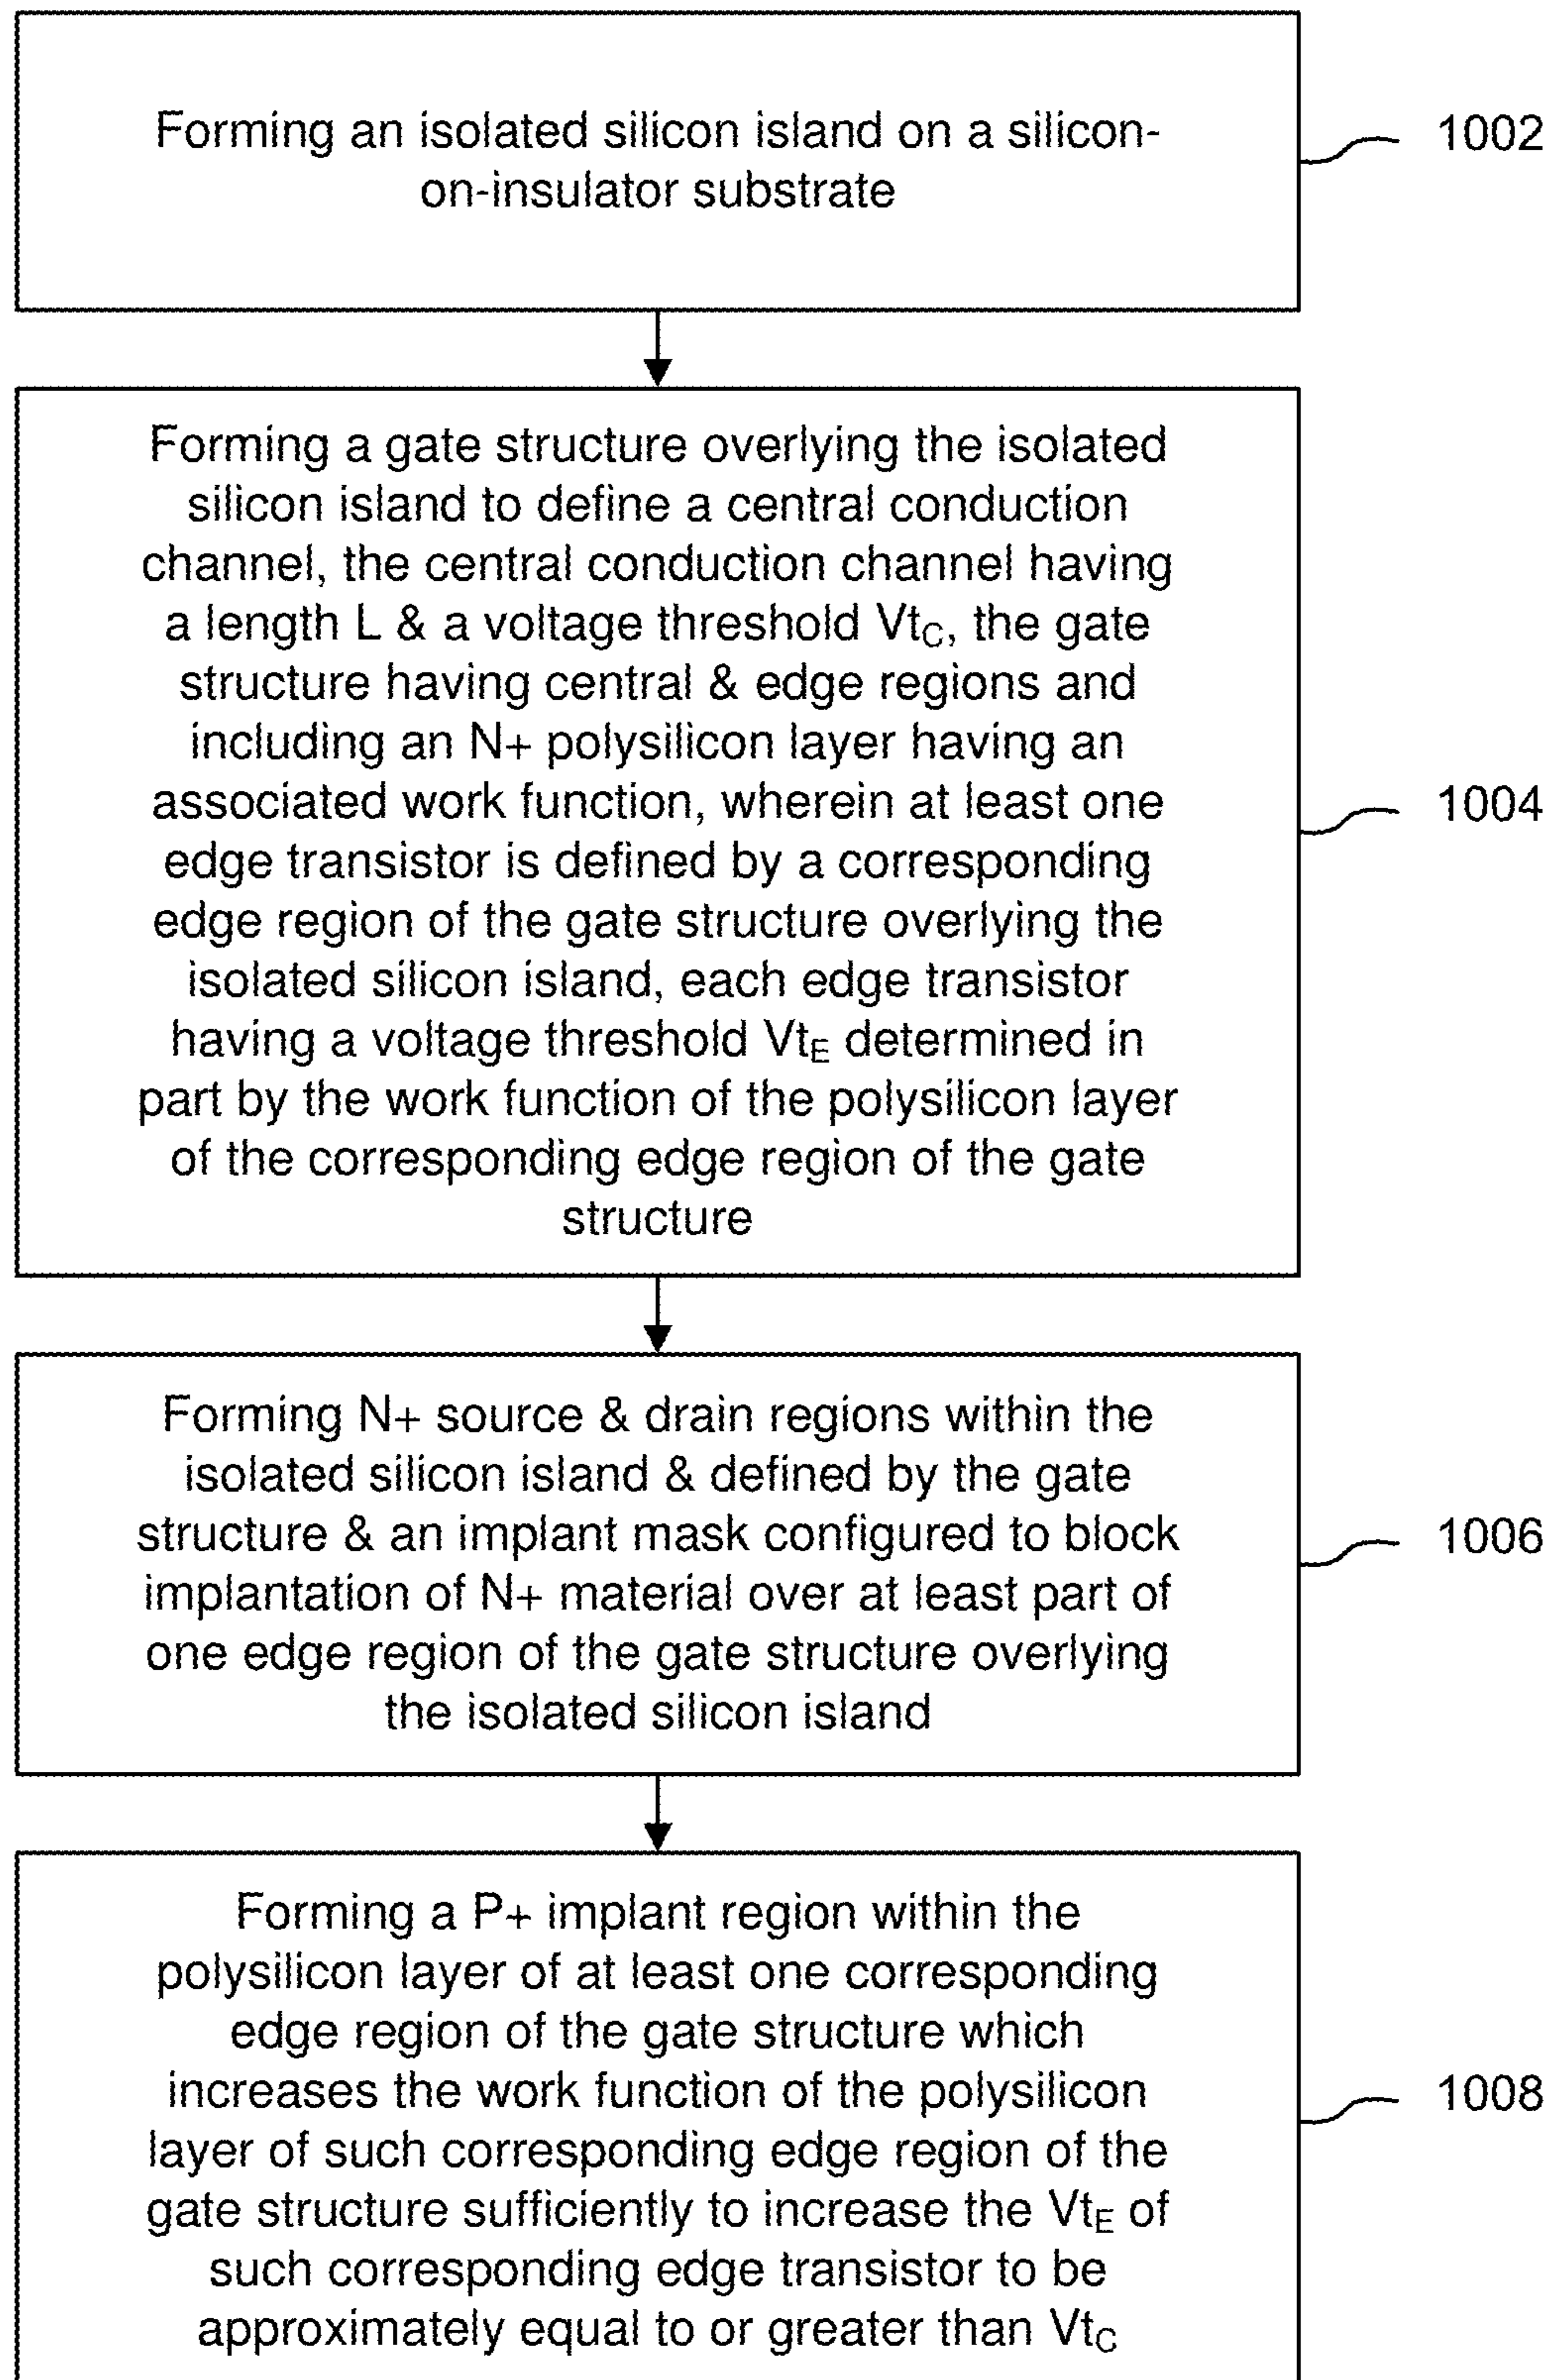 Forming an isolated silicon island on a silicon-
on-insulator substrate
1002
Forming a gate structure overlying the isolated
silicon island to define a central conduction
channel, the central conduction channel having
a length L & a voltage threshold VtC, the gate
structure having central & edge regions and
including an N+ polysilicon layer having an
associated work function, wherein at least one
edge transistor is defined by a corresponding
edge region of the gate structure overlying the
isolated silicon island, each edge transistor
having a voltage threshold VtE determined in
part by the work function of the polysilicon layer
of the corresponding edge region of the gate
structure
1004
Forming N+ source & drain regions within the
isolated silicon island & defined by the gate
structure & an implant mask configured to block
implantation of N+ material over at least part of
one edge region of the gate structure overlying
the isolated silicon island
1006
Forming a P+ implant region within the
polysilicon layer of at least one corresponding
edge region of the gate structure which
increases the work function of the polysilicon
layer of such corresponding edge region of the
gate structure sufficiently to increase the VtE of
such corresponding edge transistor to be
approximately equal to or greater than VtC
1008